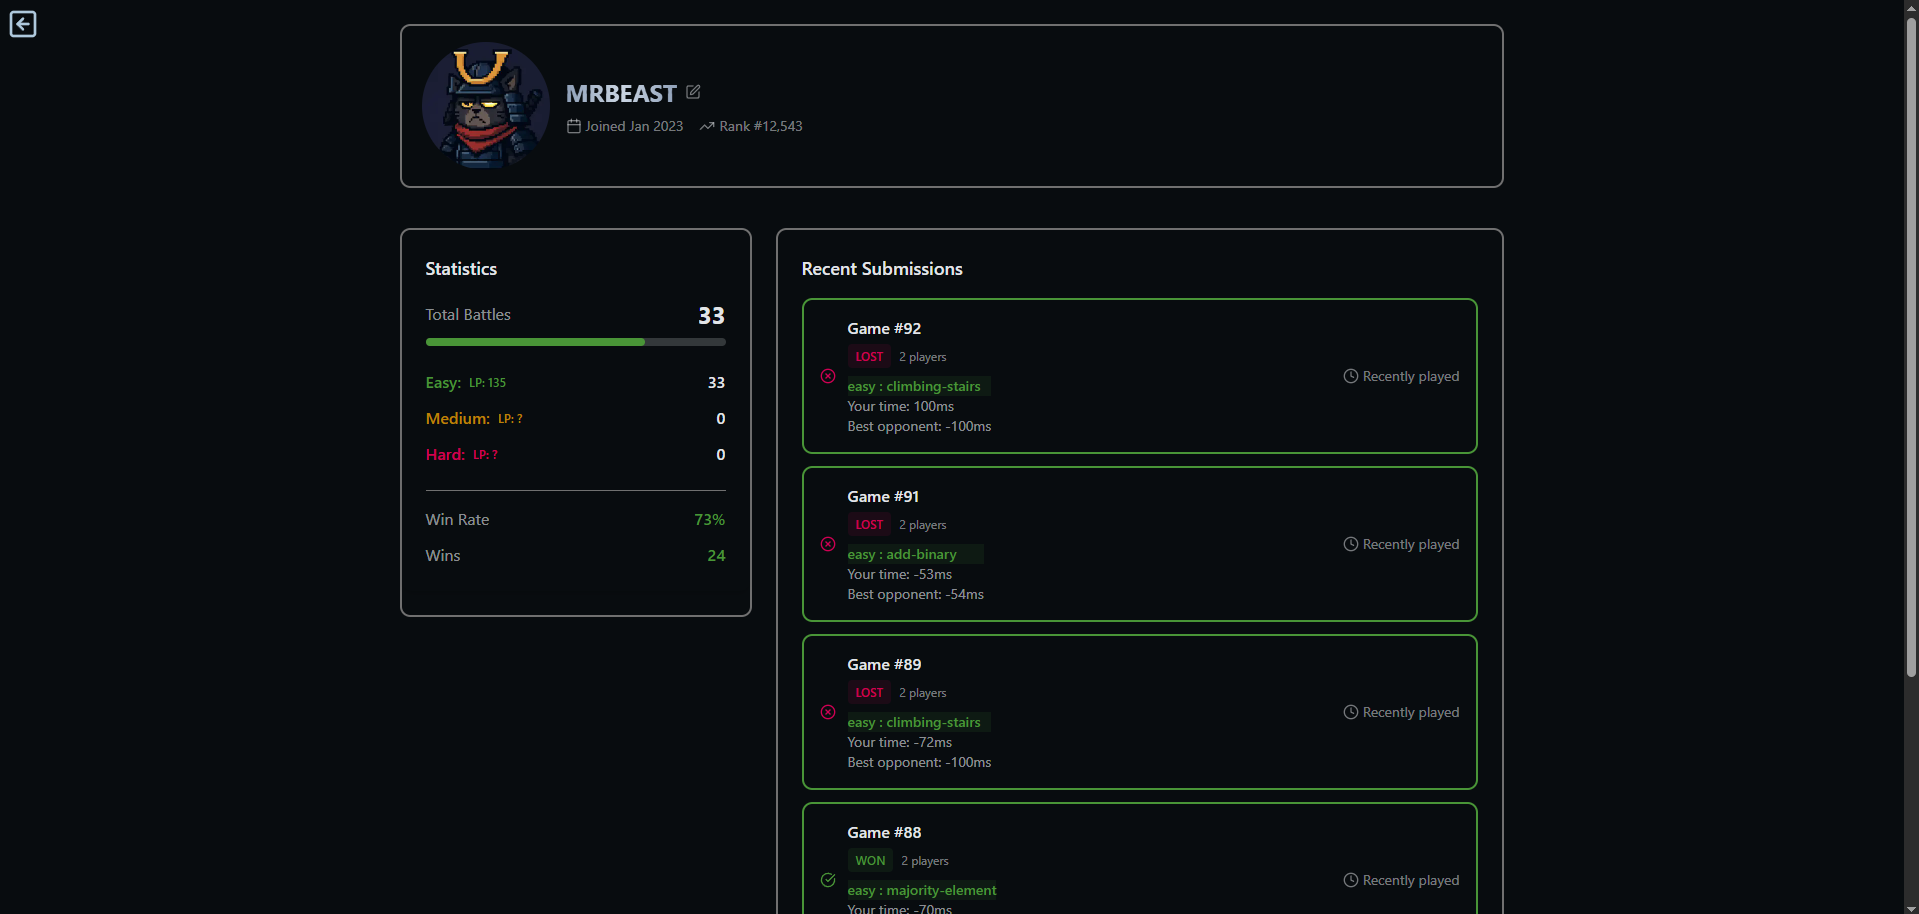 MRBEAST
Joined Jan 2023 Rank #12,543
Statistics
Total Battles 33
Easy: LP: 135 33
Medium: LP: ? 0
Hard: LP: ? 0
Win Rate 73%
Wins 24
Recent Submissions
Game #92
LOST 2 players
easy : climbing-stairs
Your time: 100ms
Best opponent: -100ms
Recently played
Game #91
LOST 2 players
easy : add-binary
Your time: -53ms
Best opponent: -54ms
Recently played
Game #89
LOST 2 players
easy : climbing-stairs
Your time: -72ms
Best opponent: -100ms
Recently played
Game #88
WON 2 players
easy : majority-element
Your time: -70ms
Recently played